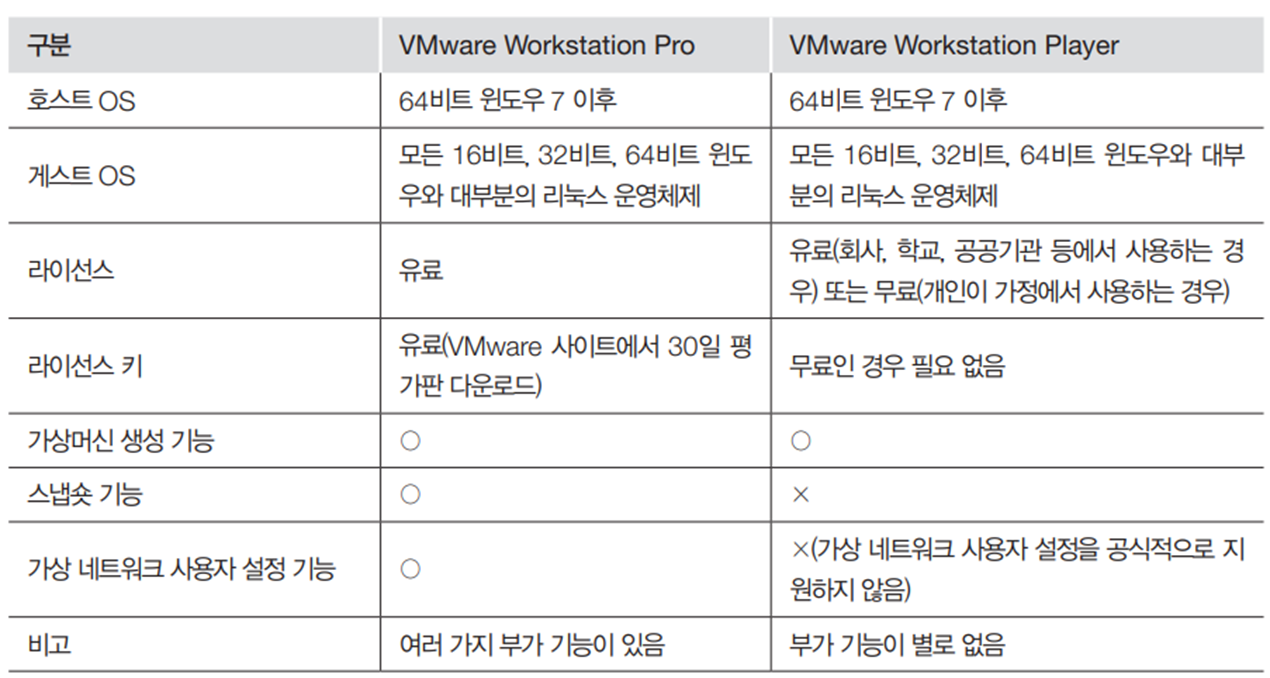 구분 VMware Workstation Pro VMware Workstation Player
호스트 OS 64비트 윈도우 7 이후 64비트 윈도우 7 이후
게스트 OS
모든 16비트, 32비트, 64비트 윈도
우와 대부분의 리눅스 운영체제
모든 16비트, 32비트, 64비트 윈도우와 대부
분의 리눅스 운영체제
라이선스
유료
유료(회사, 학교, 공공기관 등에서 사용하는 경
우) 또는 무료(개인이 가정에서 사용하는 경우)
라이선스 키
유료(VMware 사이트에서 30일 평
가판 다운로드)
무료인 경우 필요 없음
가상머신 생성 기능 ○ ○
스냅숏 기능 ○ ×
가상 네트워크 사용자 설정 기능 ○
×(가상 네트워크 사용자 설정을 공식적으로 지
원하지 않음)
비고 여러 가지 부가 기능이 있음 부가 기능이 별로 없음